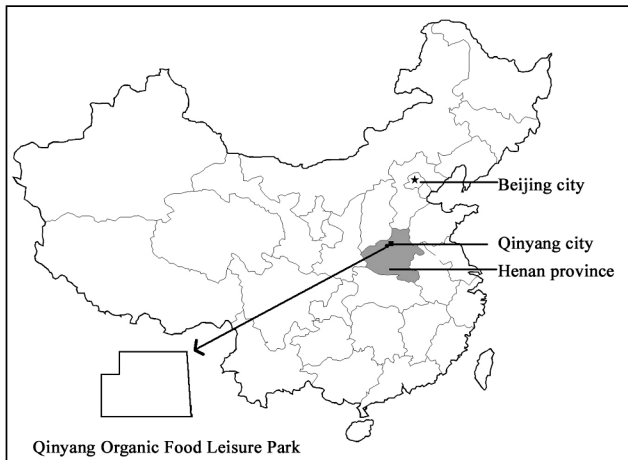 Beijing city
Qinyang city
Henan province
Qinyang Organic Food Leisure Park